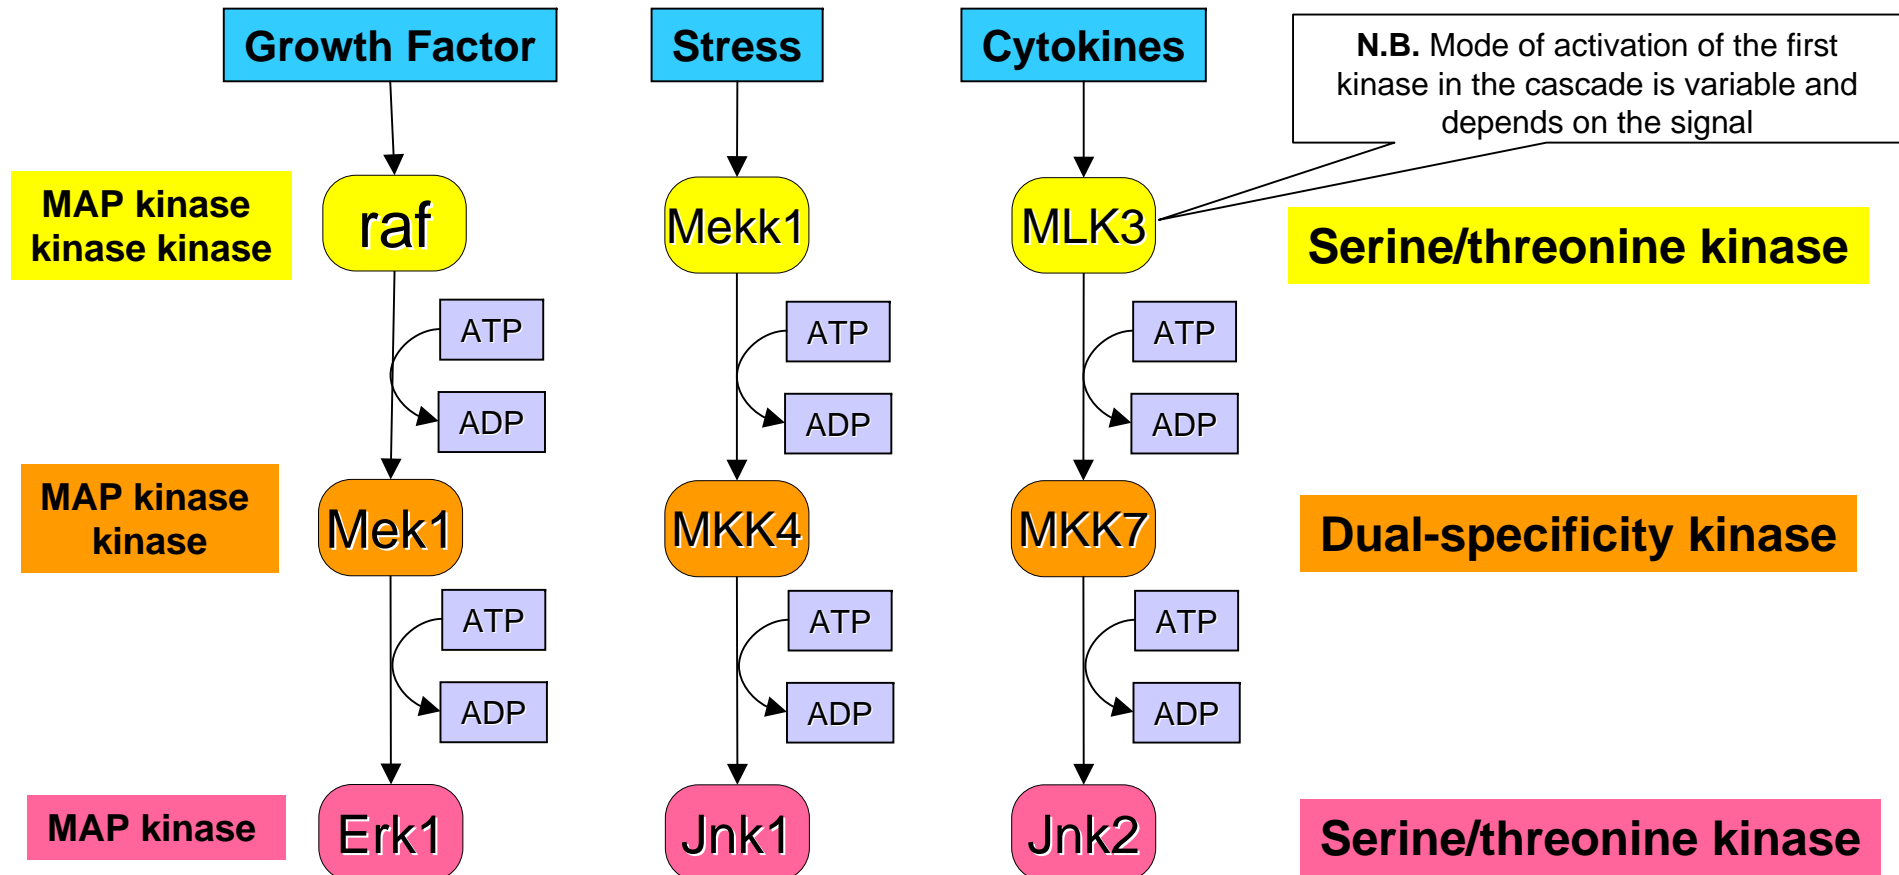 Growth Factor
Stress
Cytokines
N.B. Mode of activation of the first
kinase in the cascade is variable and
depends on the signal
MAP kinase
kinase kinase
raf
Mekk1
MLK3
Serine/threonine kinase
ATP
ATP
ATP
ADP
ADP
ADP
MAP kinase
kinase
Mek1
MKK4
MKK7
Dual-specificity kinase
ATP
ATP
ATP
ADP
ADP
ADP
MAP kinase
Erk1
Jnk1
Jnk2
Serine/threonine kinase